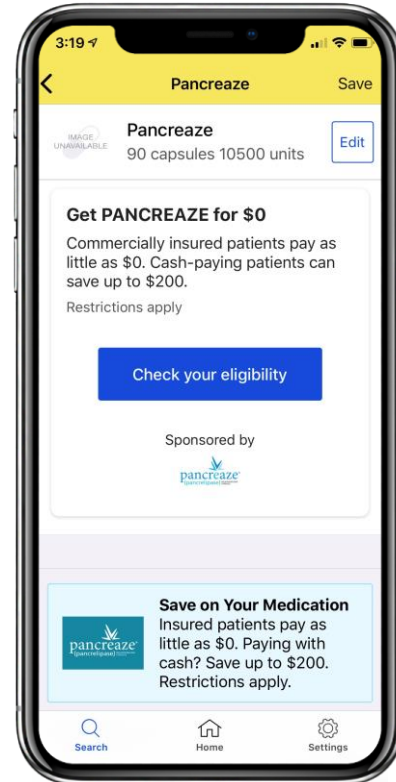 3:19
Pancreaze
Save
IMAGE
UNAVAILABLE
Pancreaze
90 capsules 10500 units
Edit
Get PANCREAZE for $0
Commercially insured patients pay as
little as $0. Cash-paying patients can
save up to $200.
Restrictions apply
Check your eligibility
Sponsored by
pancreaze
(pancrelipase)
pancreaze
(pancrelipase)
Save on Your Medication
Insured patients pay as
little as $0. Paying with
cash? Save up to $200.
Restrictions apply.
Search
Home
Settings